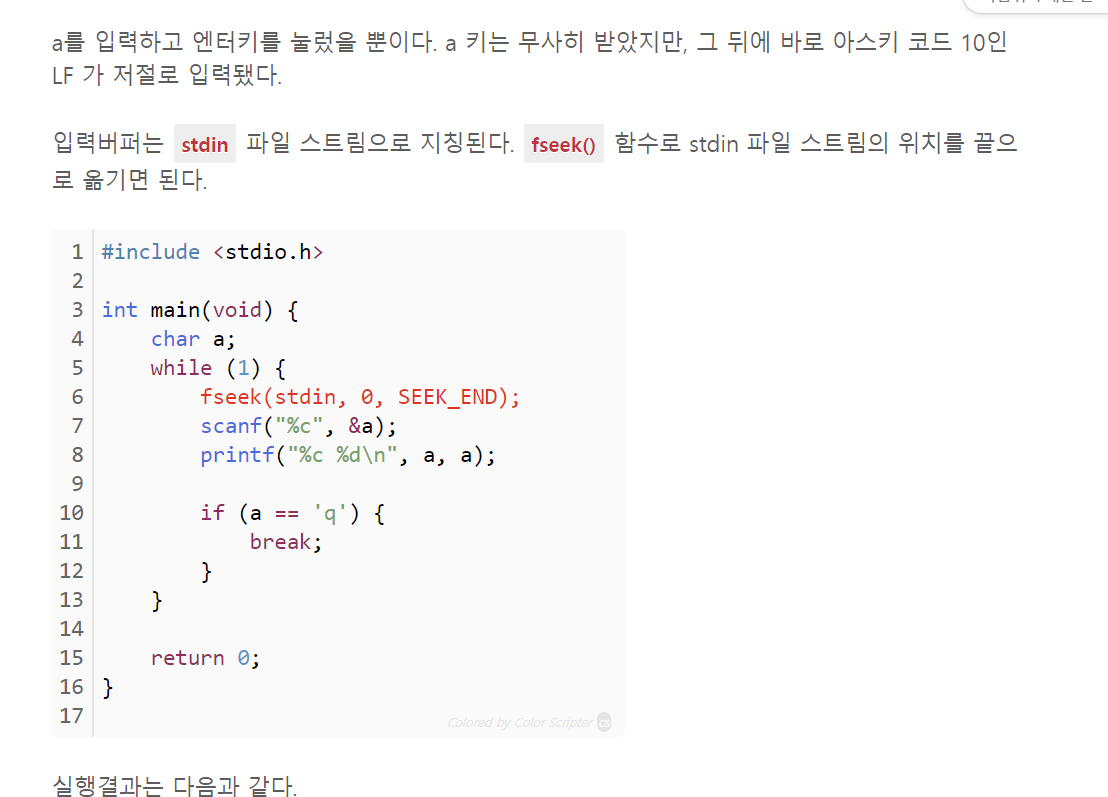 a를 입력하고 엔터키를 눌렀을 뿐이다. a 키는 무사히 받았지만, 그 뒤에 바로 아스키 코드 10인
LF 가 저절로 입력됐다.
입력버퍼는 stdin 파일 스트림으로 지칭된다. fseek() 함수로 stdin 파일 스트림의 위치를 끝으
로 옮기면 된다.
1 #include <stdio.h>
2
3 int main(void) {
4 char a;
5 while (1) {
6 fseek(stdin, 0, SEEK_END);
7 scanf("%c", &a);
8 printf("%c %d\n", a, a);
9
10 if (a == 'q') {
11 break;
12 }
13 }
14
15 return 0;
16 }
17
Colored by Color Scripter cs
실행결과는 다음과 같다.